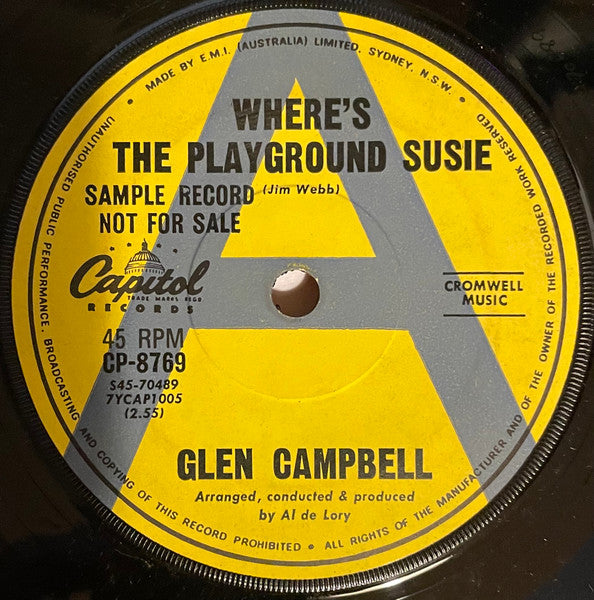 MADE BY E.M.I. (AUSTRALIA) LIMITED, SYDNEY, N.S.W.
WHERE'S
THE PLAYGROUND SUSIE
SAMPLE RECORD (Jim Webb)
NOT FOR SALE
Capitol
TRADE MARKS REGD
RECORDS
CROMWELL
MUSIC
45 RPM
CP-8769
S45-70489
7YCAP1005
(2.55)
GLEN CAMPBELL
Arranged, conducted & produced
by Al de Lory
ALL RIGHTS OF THE MANUFACTURER AND OF THE OWNER OF THE RECORDED WORK RESERVED
UNAUTHORISED PUBLIC PERFORMANCE, BROADCASTING AND COPYING OF THIS RECORD PROHIBITED
A